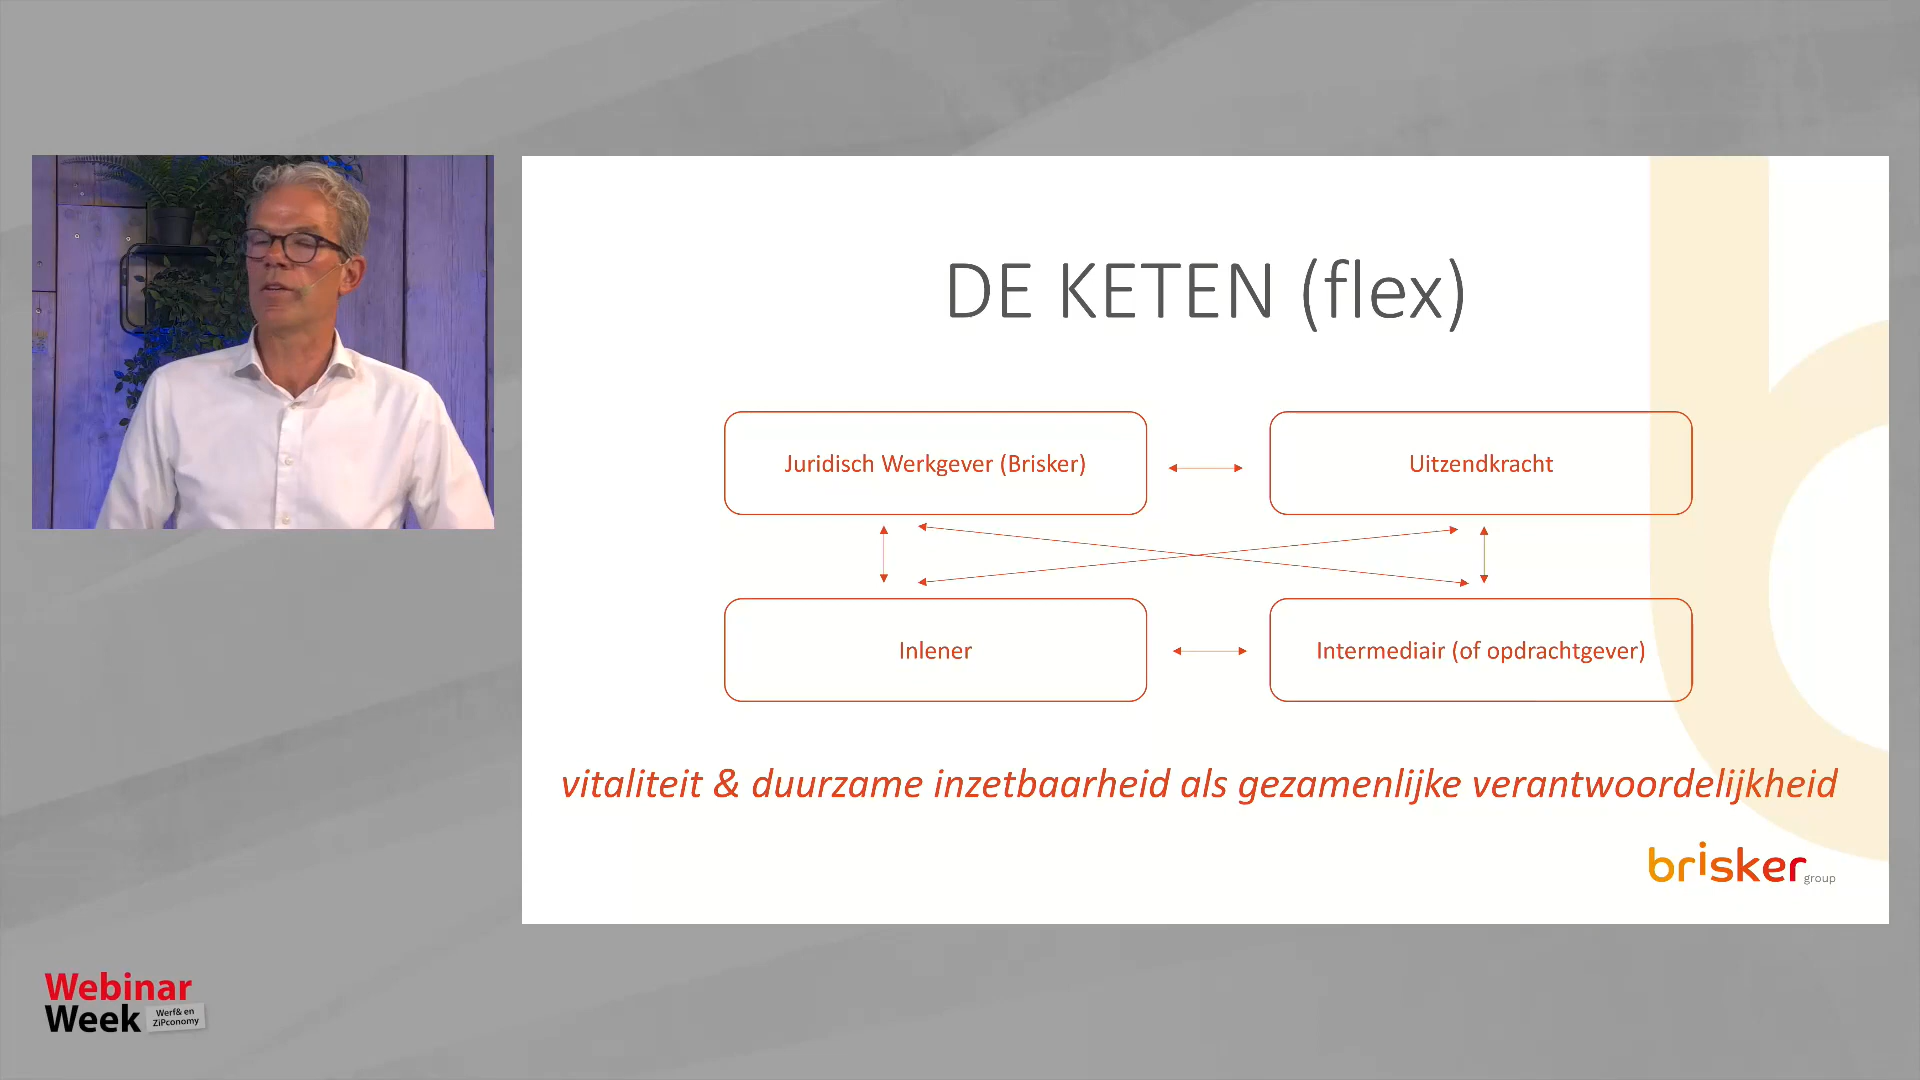 DE KETEN (flex)
Juridisch Werkgever (Brisker)
Uitzendkracht
Inlener
Intermediair (of opdrachtgever)
vitaliteit & duurzame inzetbaarheid als gezamenlijke verantwoordelijkheid
brisker group
Webinar
Week
Werf& en
ZiPconomy